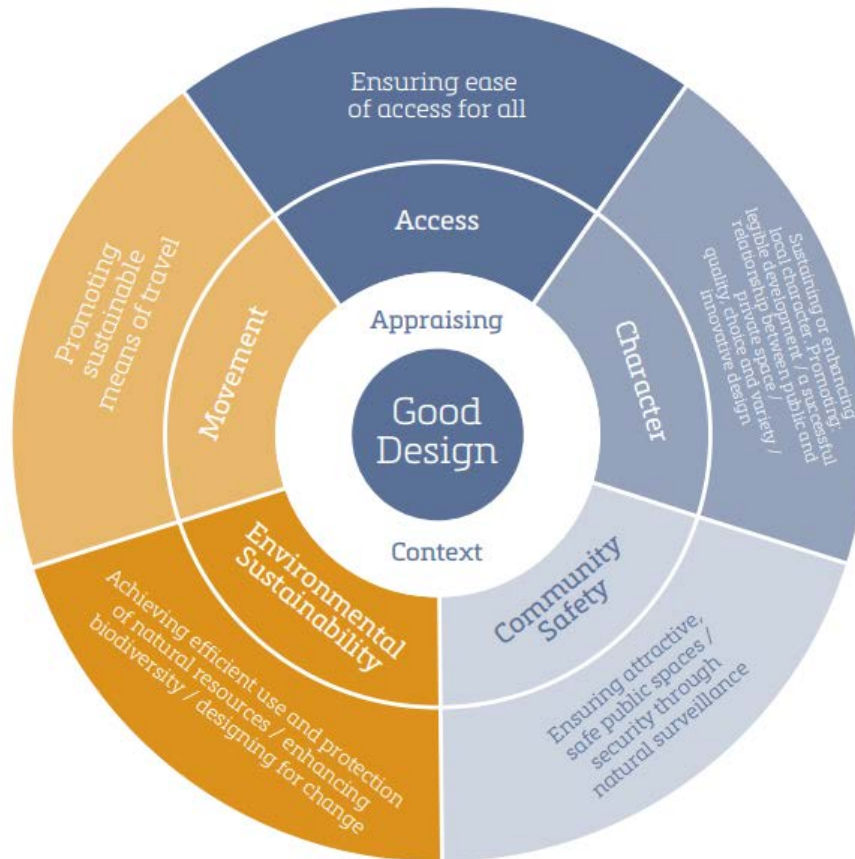 Ensuring ease
of access for all
Access
Sustaining or enhancing
local character. Promoting:
legible development / a successful
relationship between public and
private space /
quality, choice and variety /
innovative design
Character
Community
Safety
Ensuring attractive,
safe public spaces /
security through
natural surveillance
Environmental
Sustainability
Achieving efficient use and protection
of natural resources / enhancing
biodiversity / designing for change
Movement
Promoting
sustainable
means of travel
Appraising
Good
Design
Context